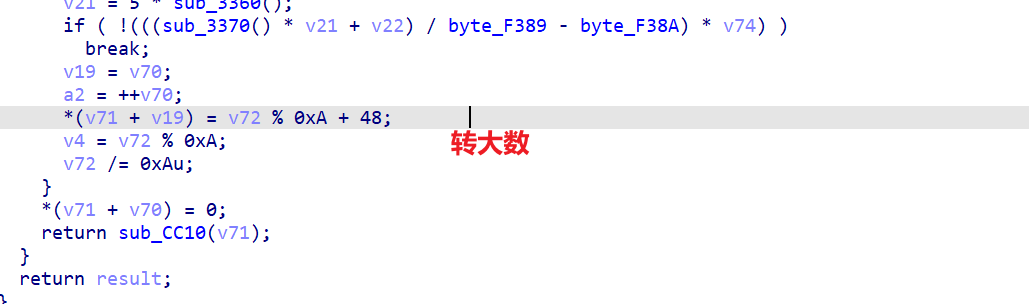 v21 = 5 * sub_3360();
if ( !(((sub_3370() * v21 + v22) / byte_F389 - byte_F38A) * v74) )
break;
v19 = v70;
a2 = ++v70;
*(v71 + v19) = v72 % 0xA + 48;
转大数
v4 = v72 % 0xA;
v72 /= 0xAu;
}
*(v71 + v70) = 0;
return sub_CC10(v71);
}
return result;
}